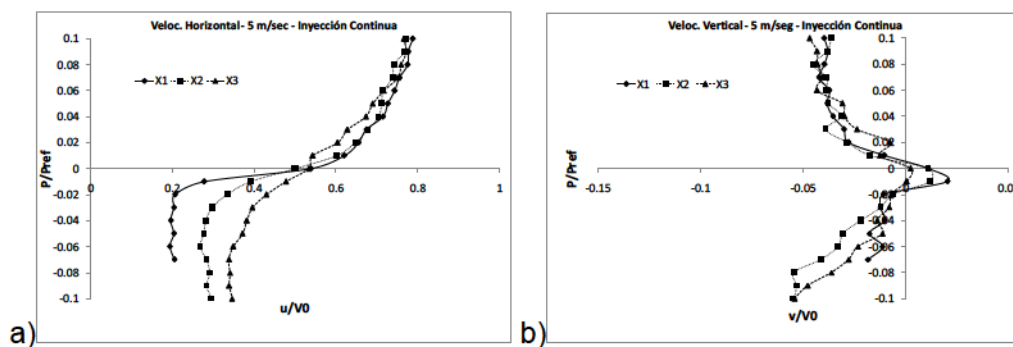 Veloc. Horizontal - 5 m/sec - Inyección Continua
0.1
0.08
0.06
0.04
0.02
0
-0.02
-0.04
-0.06
-0.08
-0.1
P/Pref
X1 X2 X3
0 0.2 0.4 0.6 0.8 1
u/V0
a)
Veloc. Vertical - 5 m/seg - Inyección Continua
0.1
0.08
0.06
0.04
0.02
0
-0.02
-0.04
-0.06
-0.08
-0.1
P/Pref
X1 X2 X3
-0.15 -0.1 -0.05 0 0.0
v/V0
b)